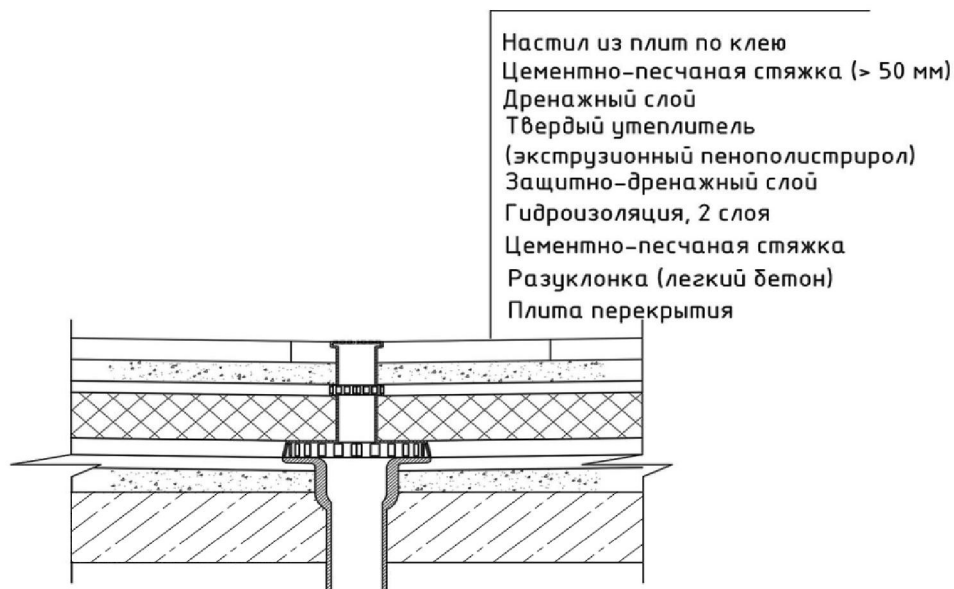 Настил из плит по клею
Цементно-песчаная стяжка (> 50 мм)
Дренажный слой
Твердый утеплитель
(экструзионный пенополистрирол)
Защитно-дренажный слой
Гидроизоляция, 2 слоя
Цементно-песчаная стяжка
Разуклонка (легкий бетон)
Плита перекрытия